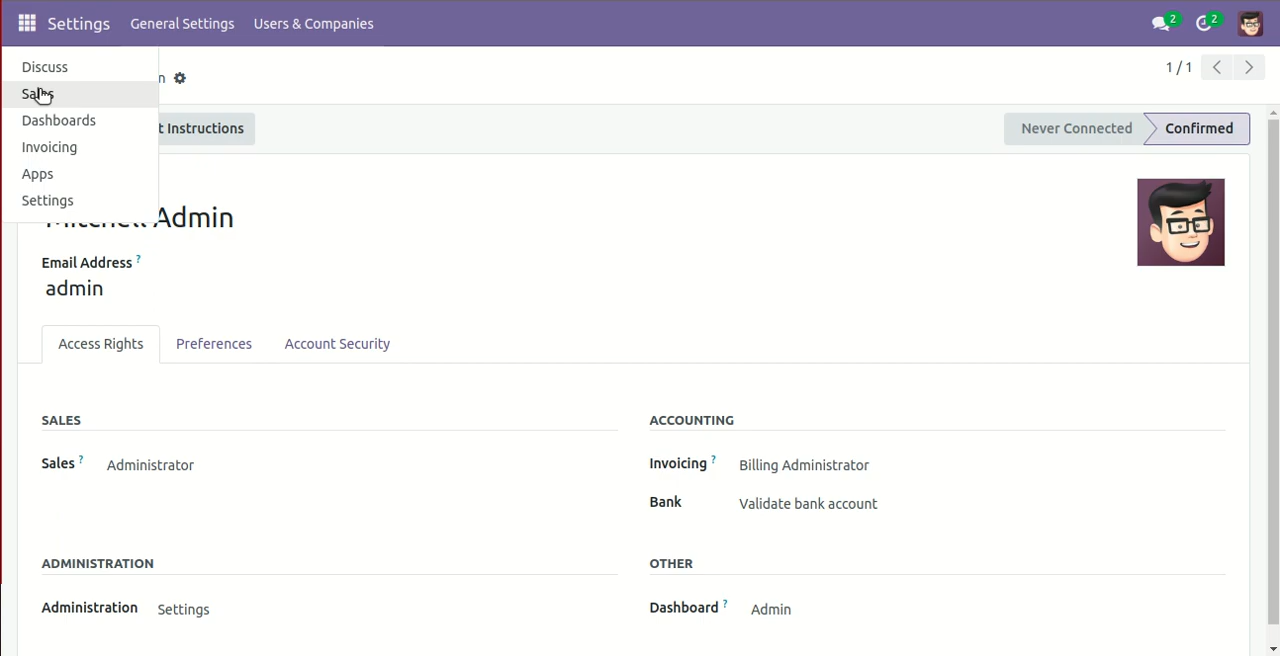 Settings General Settings Users & Companies 2 2
Discuss
1 / 1
n
Sales
Dashboards
t Instructions Never Connected Confirmed
Invoicing
Apps
Settings
Admin
Email Address ?
admin
Access Rights Preferences Account Security
SALES ACCOUNTING
Sales ? Administrator Invoicing ? Billing Administrator
Bank Validate bank account
ADMINISTRATION OTHER
Administration Settings Dashboard ? Admin